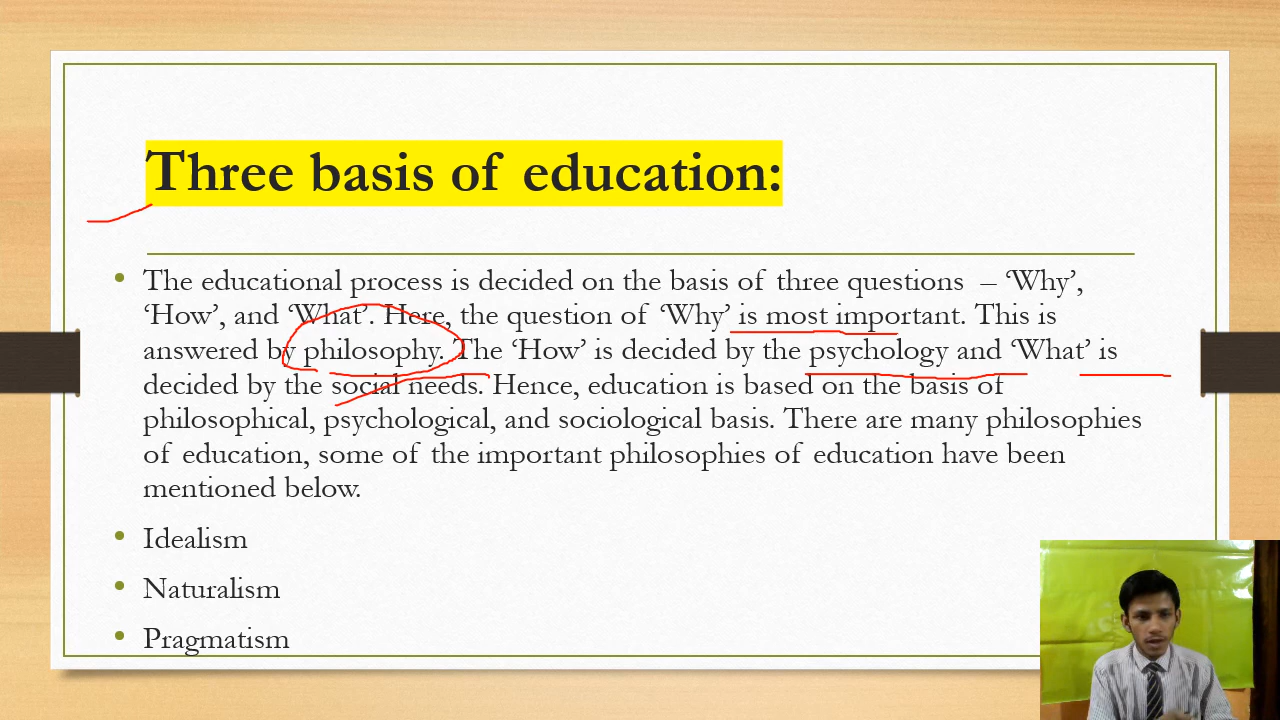 Three basis of education:
The educational process is decided on the basis of three questions – ‘Why’,
‘How’, and ‘What’. Here, the question of ‘Why’ is most important. This is
answered by philosophy. The ‘How’ is decided by the psychology and ‘What’ is
decided by the social needs. Hence, education is based on the basis of
philosophical, psychological, and sociological basis. There are many philosophies
of education, some of the important philosophies of education have been
mentioned below.
Idealism
Naturalism
Pragmatism